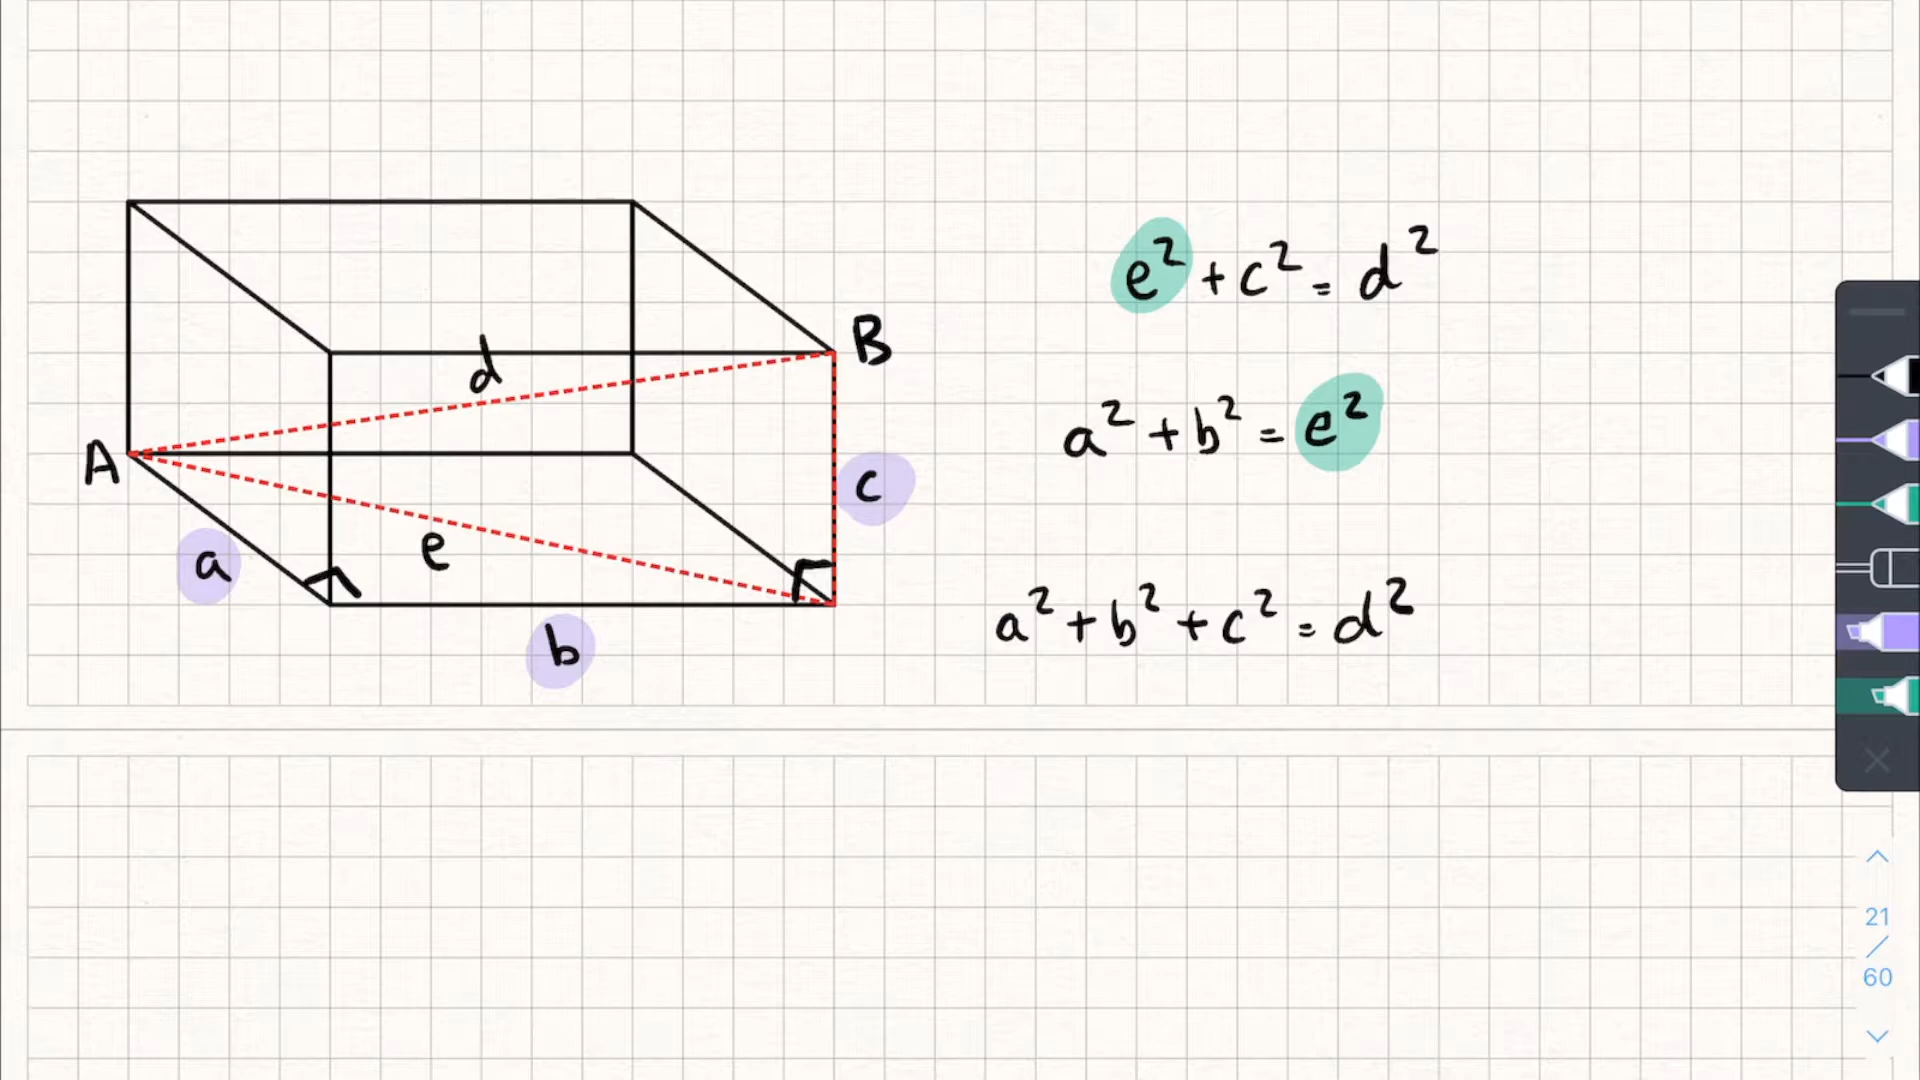 e² + c² = d²
d
B
a² + b² = e²
A
c
e
a
a² + b² + c² = d²
b
21
/
60